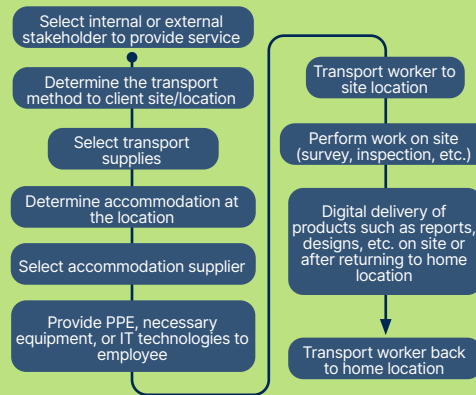 Select internal or external
stakeholder to provide service
Determine the transport
method to client site/location
Select transport
supplies
Determine accommodation at
the location
Select accommodation supplier
Provide PPE, necessary
equipment, or IT technologies to
employee
Transport worker to
site location
Perform work on site
(survey, inspection, etc.)
Digital delivery of
products such as reports,
designs, etc. on site or
after returning to home
location
Transport worker back
to home location